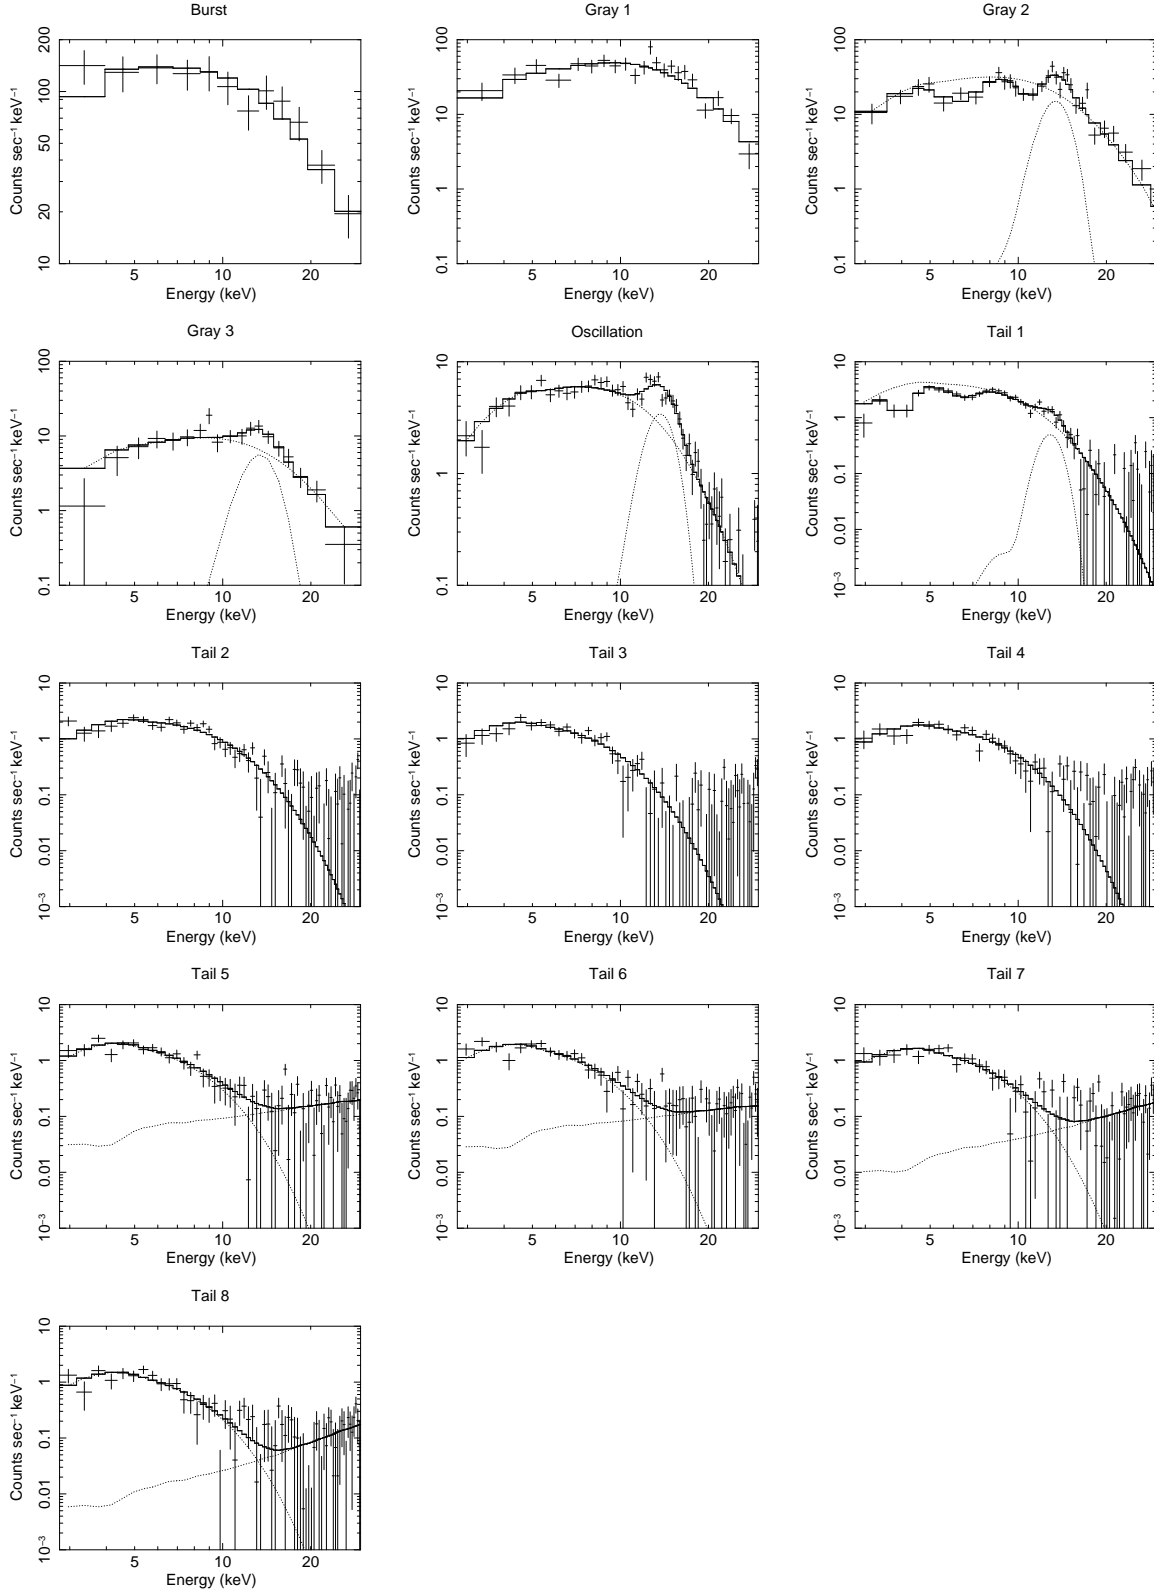 Burst
Counts sec⁻¹ keV⁻¹
200
100
50
20
10
5 10 20
Energy (keV)
Gray 1
Counts sec⁻¹ keV⁻¹
100
10
1
0.1
5 10 20
Energy (keV)
Gray 2
Counts sec⁻¹ keV⁻¹
100
10
1
0.1
5 10 20
Energy (keV)
Gray 3
Counts sec⁻¹ keV⁻¹
100
10
1
0.1
5 10 20
Energy (keV)
Oscillation
Counts sec⁻¹ keV⁻¹
10
1
0.1
5 10 20
Energy (keV)
Tail 1
Counts sec⁻¹ keV⁻¹
10
1
0.1
0.01
10⁻³
5 10 20
Energy (keV)
Tail 2
Counts sec⁻¹ keV⁻¹
10
1
0.1
0.01
10⁻³
5 10 20
Energy (keV)
Tail 3
Counts sec⁻¹ keV⁻¹
10
1
0.1
0.01
10⁻³
5 10 20
Energy (keV)
Tail 4
Counts sec⁻¹ keV⁻¹
10
1
0.1
0.01
10⁻³
5 10 20
Energy (keV)
Tail 5
Counts sec⁻¹ keV⁻¹
10
1
0.1
0.01
10⁻³
5 10 20
Energy (keV)
Tail 6
Counts sec⁻¹ keV⁻¹
10
1
0.1
0.01
10⁻³
5 10 20
Energy (keV)
Tail 7
Counts sec⁻¹ keV⁻¹
10
1
0.1
0.01
10⁻³
5 10 20
Energy (keV)
Tail 8
Counts sec⁻¹ keV⁻¹
10
1
0.1
0.01
10⁻³
5 10 20
Energy (keV)